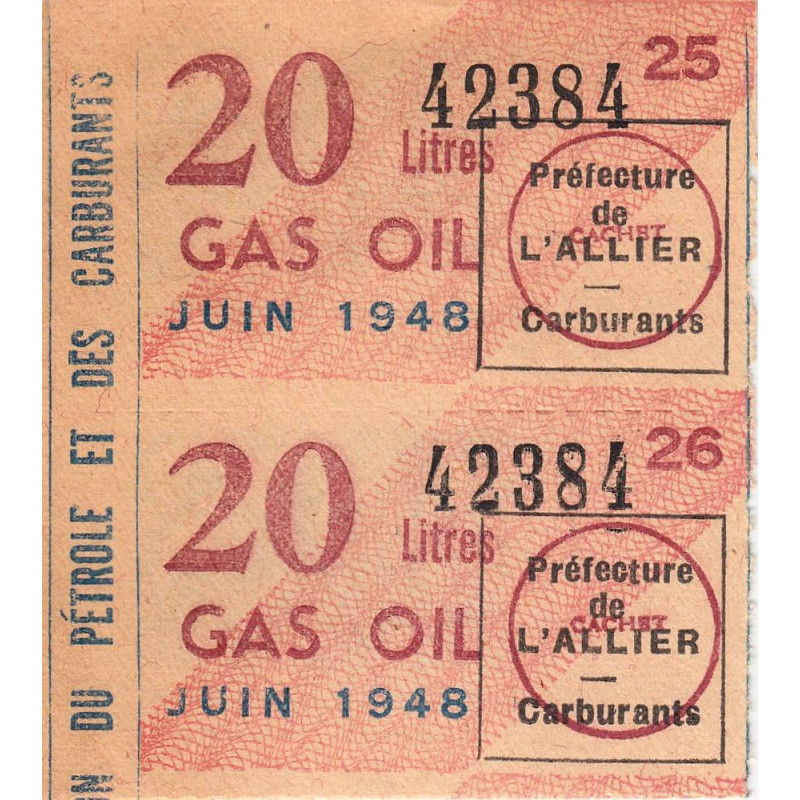 DU PÉTROLE ET DES CARBURANTS
25
42384
20
Litres
GAS OIL
JUIN 1948
Préfecture
de
CACHET
L'ALLIER
—
Carburants
26
42384
20
Litres
GAS OIL
JUIN 1948
Préfecture
de
CACHET
L'ALLIER
—
Carburants